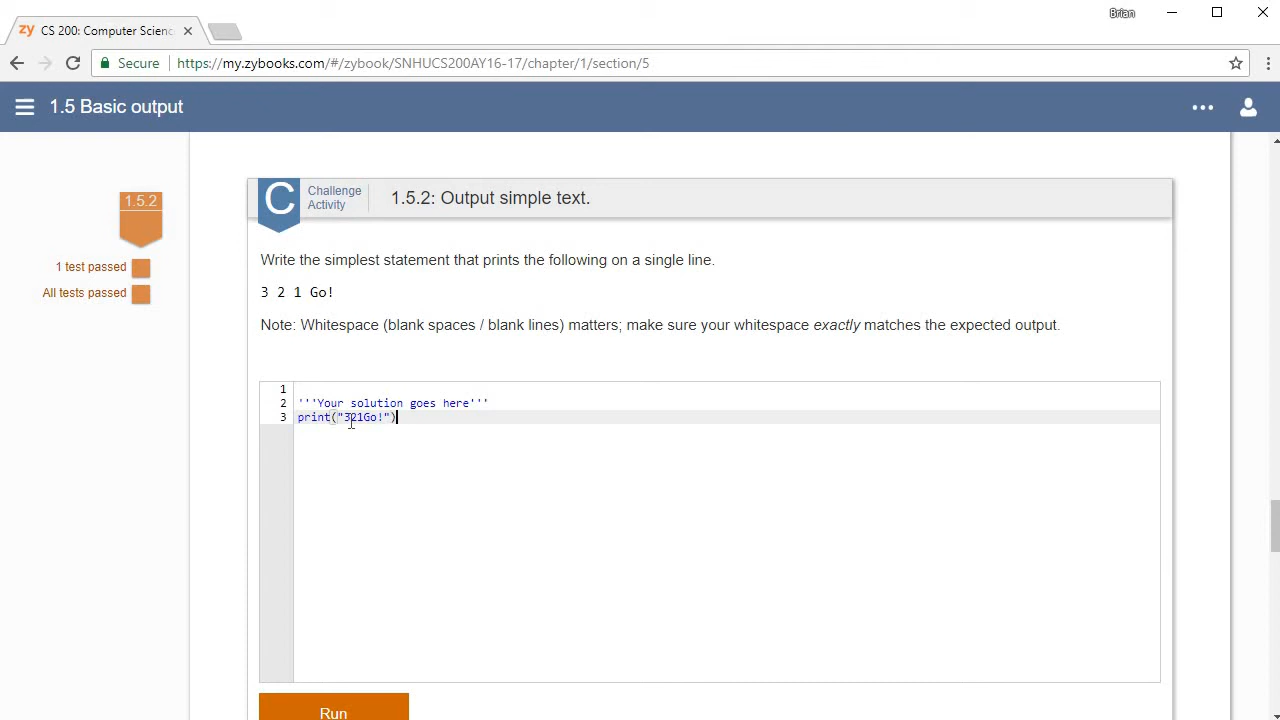 Brian
zy CS 200: Computer Scienc
Secure https://my.zybooks.com/#/zybook/SNHUCS200AY16-17/chapter/1/section/5
1.5 Basic output
1.5.2
1 test passed
All tests passed
C Challenge Activity 1.5.2: Output simple text.
Write the simplest statement that prints the following on a single line.
3 2 1 Go!
Note: Whitespace (blank spaces / blank lines) matters; make sure your whitespace exactly matches the expected output.
1
2 '''Your solution goes here'''
3 print("321Go!")
Run